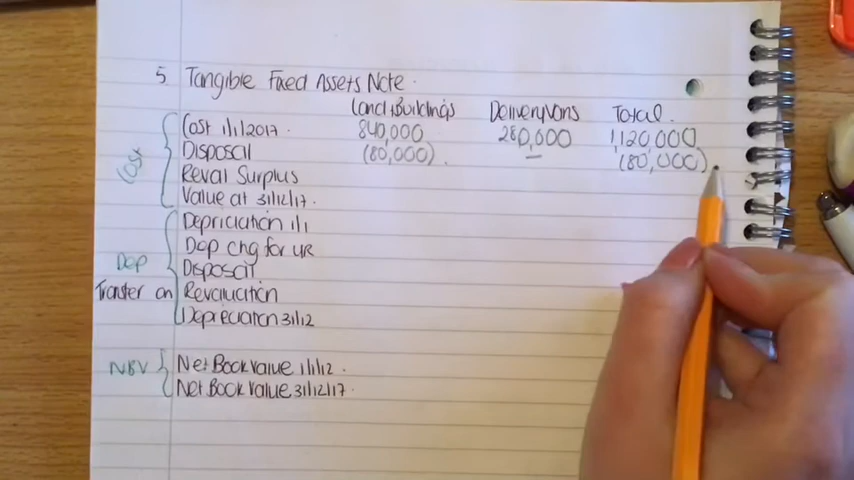 5 Tangible Fixed Assets Note.
Land & Buildings Delivery Vans Total.
Cost 1/1/2017. 840,000 280,000 1,120,000
Disposal (80,000). — (80,000)
Cost
Reval Surplus
Value at 31/12/17.
Depriciation 1/1
Dep chg for UR
Dep
Disposal
Transfer on Revaluation
Depreciation 31/12
NBV
Net Book Value 1/1/12.
Net Book Value 31/12/17.